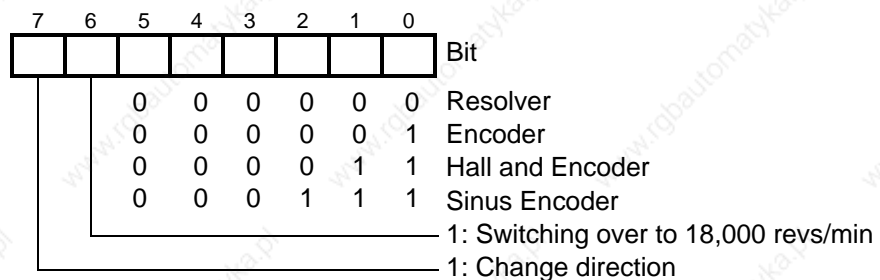 7 6 5 4 3 2 1 0
Bit
0 0 0 0 0 0 Resolver
0 0 0 0 0 1 Encoder
0 0 0 0 1 1 Hall and Encoder
0 0 0 1 1 1 Sinus Encoder
1: Switching over to 18,000 revs/min
1: Change direction